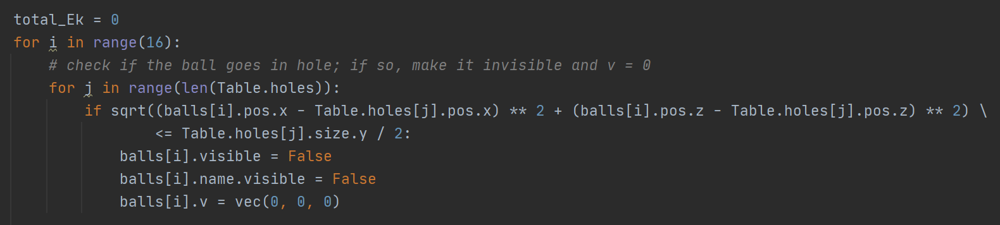 total_Ek = 0
for i in range(16):
    # check if the ball goes in hole; if so, make it invisible and v = 0
    for j in range(len(Table.holes)):
        if sqrt((balls[i].pos.x - Table.holes[j].pos.x) ** 2 + (balls[i].pos.z - Table.holes[j].pos.z) ** 2) \
                <= Table.holes[j].size.y / 2:
            balls[i].visible = False
            balls[i].name.visible = False
            balls[i].v = vec(0, 0, 0)